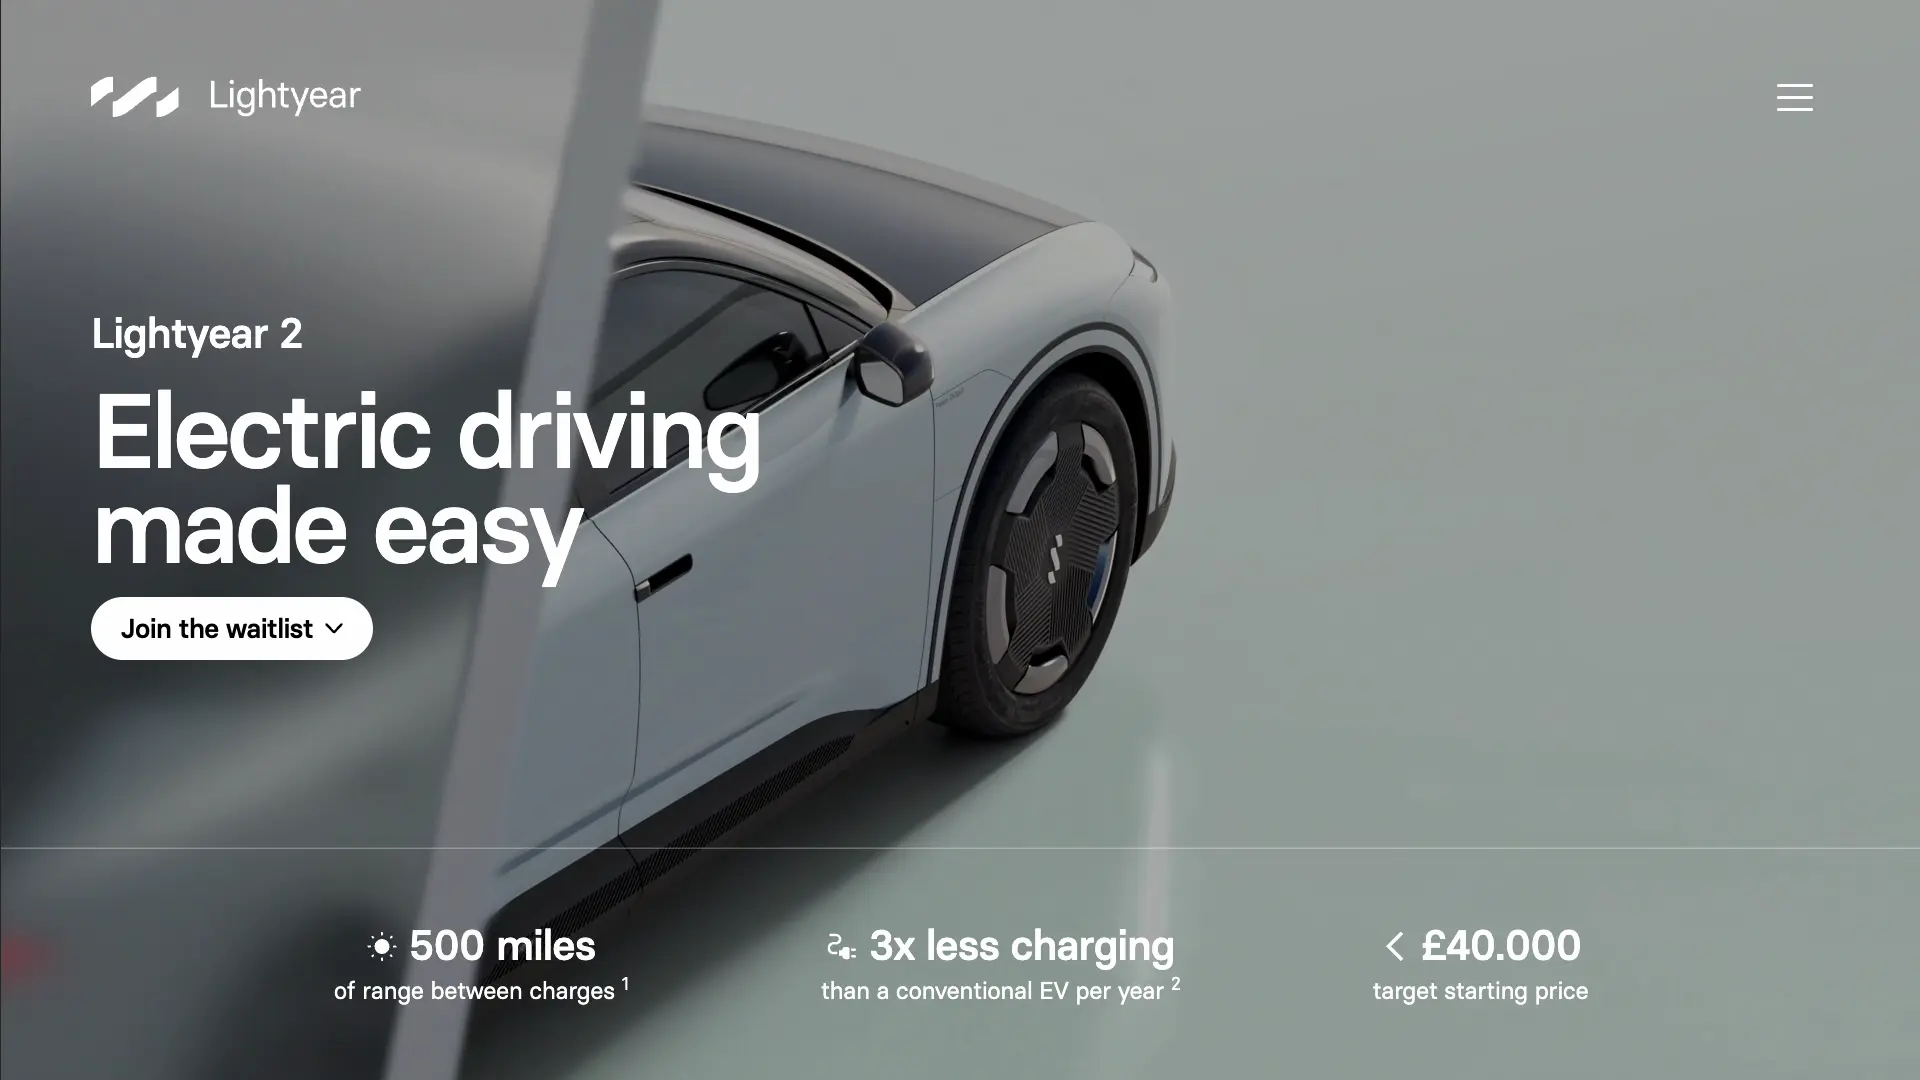 Lightyear
Lightyear 2
Electric driving
made easy
Join the waitlist
500 miles
of range between charges 1
3x less charging
than a conventional EV per year 2
< £40.000
target starting price